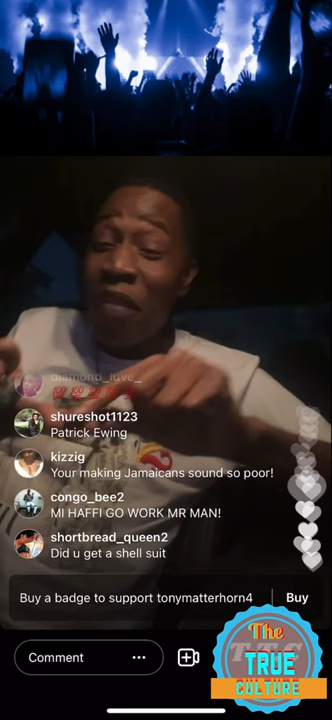 diamond_luve_
💯💯💯💯💯💯
shureshot1123
Patrick Ewing
kizzig
Your making Jamaicans sound so poor!
congo_bee2
MI HAFFI GO WORK MR MAN!
shortbread_queen2
Did u get a shell suit
Buy a badge to support tonymatterhorn4
Buy
Comment
The
TRUE
CULTURE